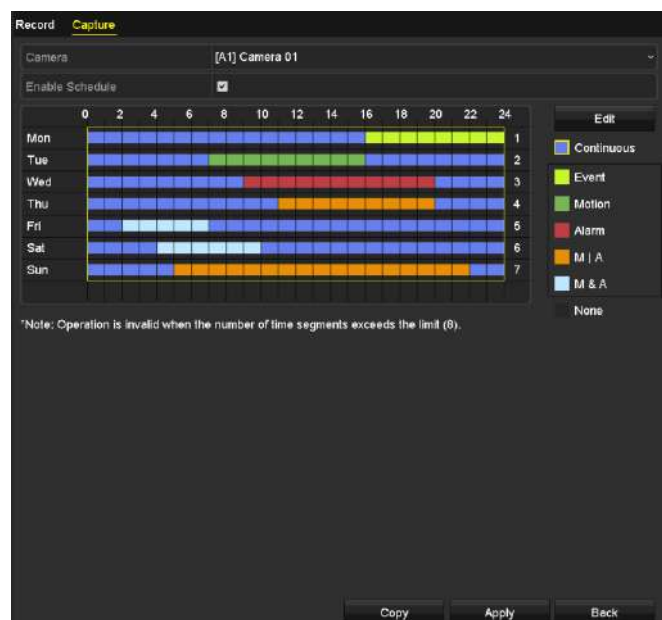 Record Capture
Camera [A1] Camera 01
Enable Schedule
0 2 4 6 8 10 12 14 16 18 20 22 24
Edit
Mon 1
Continuous
Tue 2
Wed 3
Event
Thu 4
Motion
Fri 5
Alarm
Sat 6
M | A
Sun 7
M & A
None
*Note: Operation is invalid when the number of time segments exceeds the limit (8).
Copy Apply Back